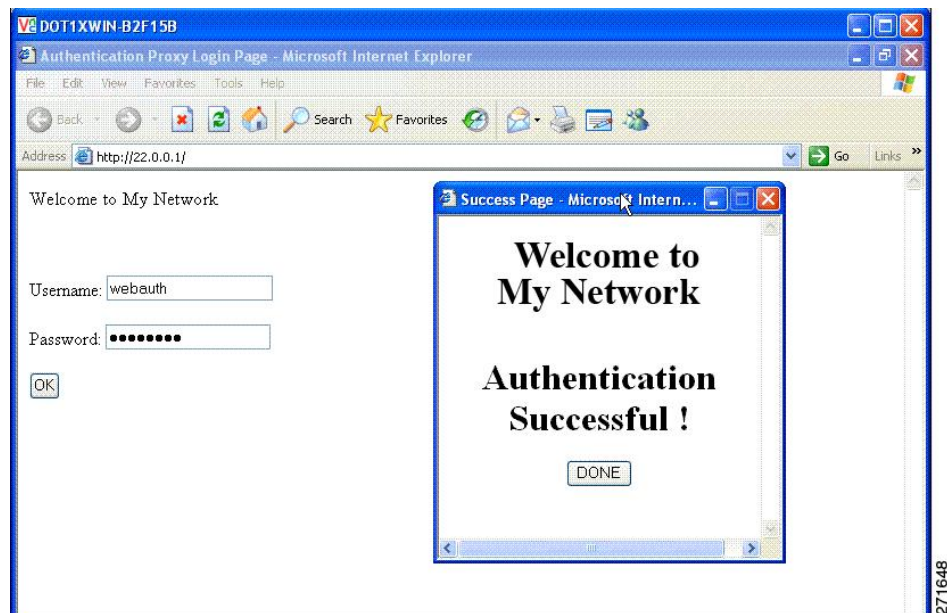 DOT1XWIN-B2F15B
Authentication Proxy Login Page - Microsoft Internet Explorer
File Edit View Favorites Tools Help
Back Search Favorites
Address http://22.0.0.1/ Go Links »
Welcome to My Network
Username: webauth
Password: ••••••••
OK
Success Page - Microsoft Intern...
Welcome to
My Network
Authentication
Successful !
DONE
271648